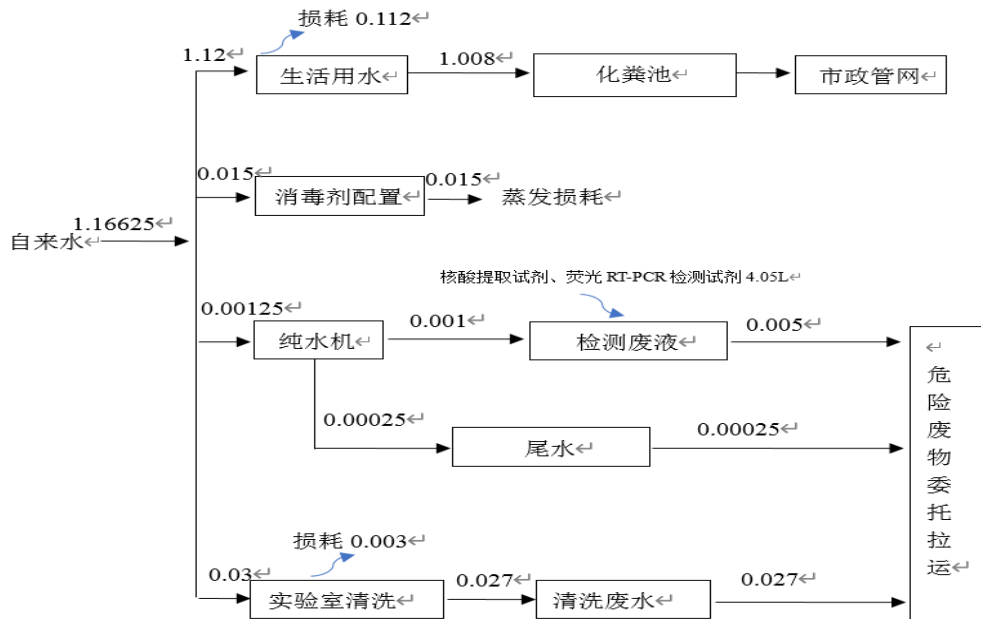 损耗 0.112↵
1.12↵
生活用水↵
1.008↵
化粪池↵
市政管网↵
0.015↵
消毒剂配置↵
0.015↵
蒸发损耗↵
自来水↵
1.16625↵
核酸提取试剂、荧光 RT-PCR 检测试剂 4.05L↵
0.00125↵
纯水机↵
0.001↵
检测废液↵
0.005↵
0.00025↵
尾水↵
0.00025↵
↵
危
险
废
物
委
托
拉
运↵
损耗 0.003↵
0.03↵
实验室清洗↵
0.027↵
清洗废水↵
0.027↵